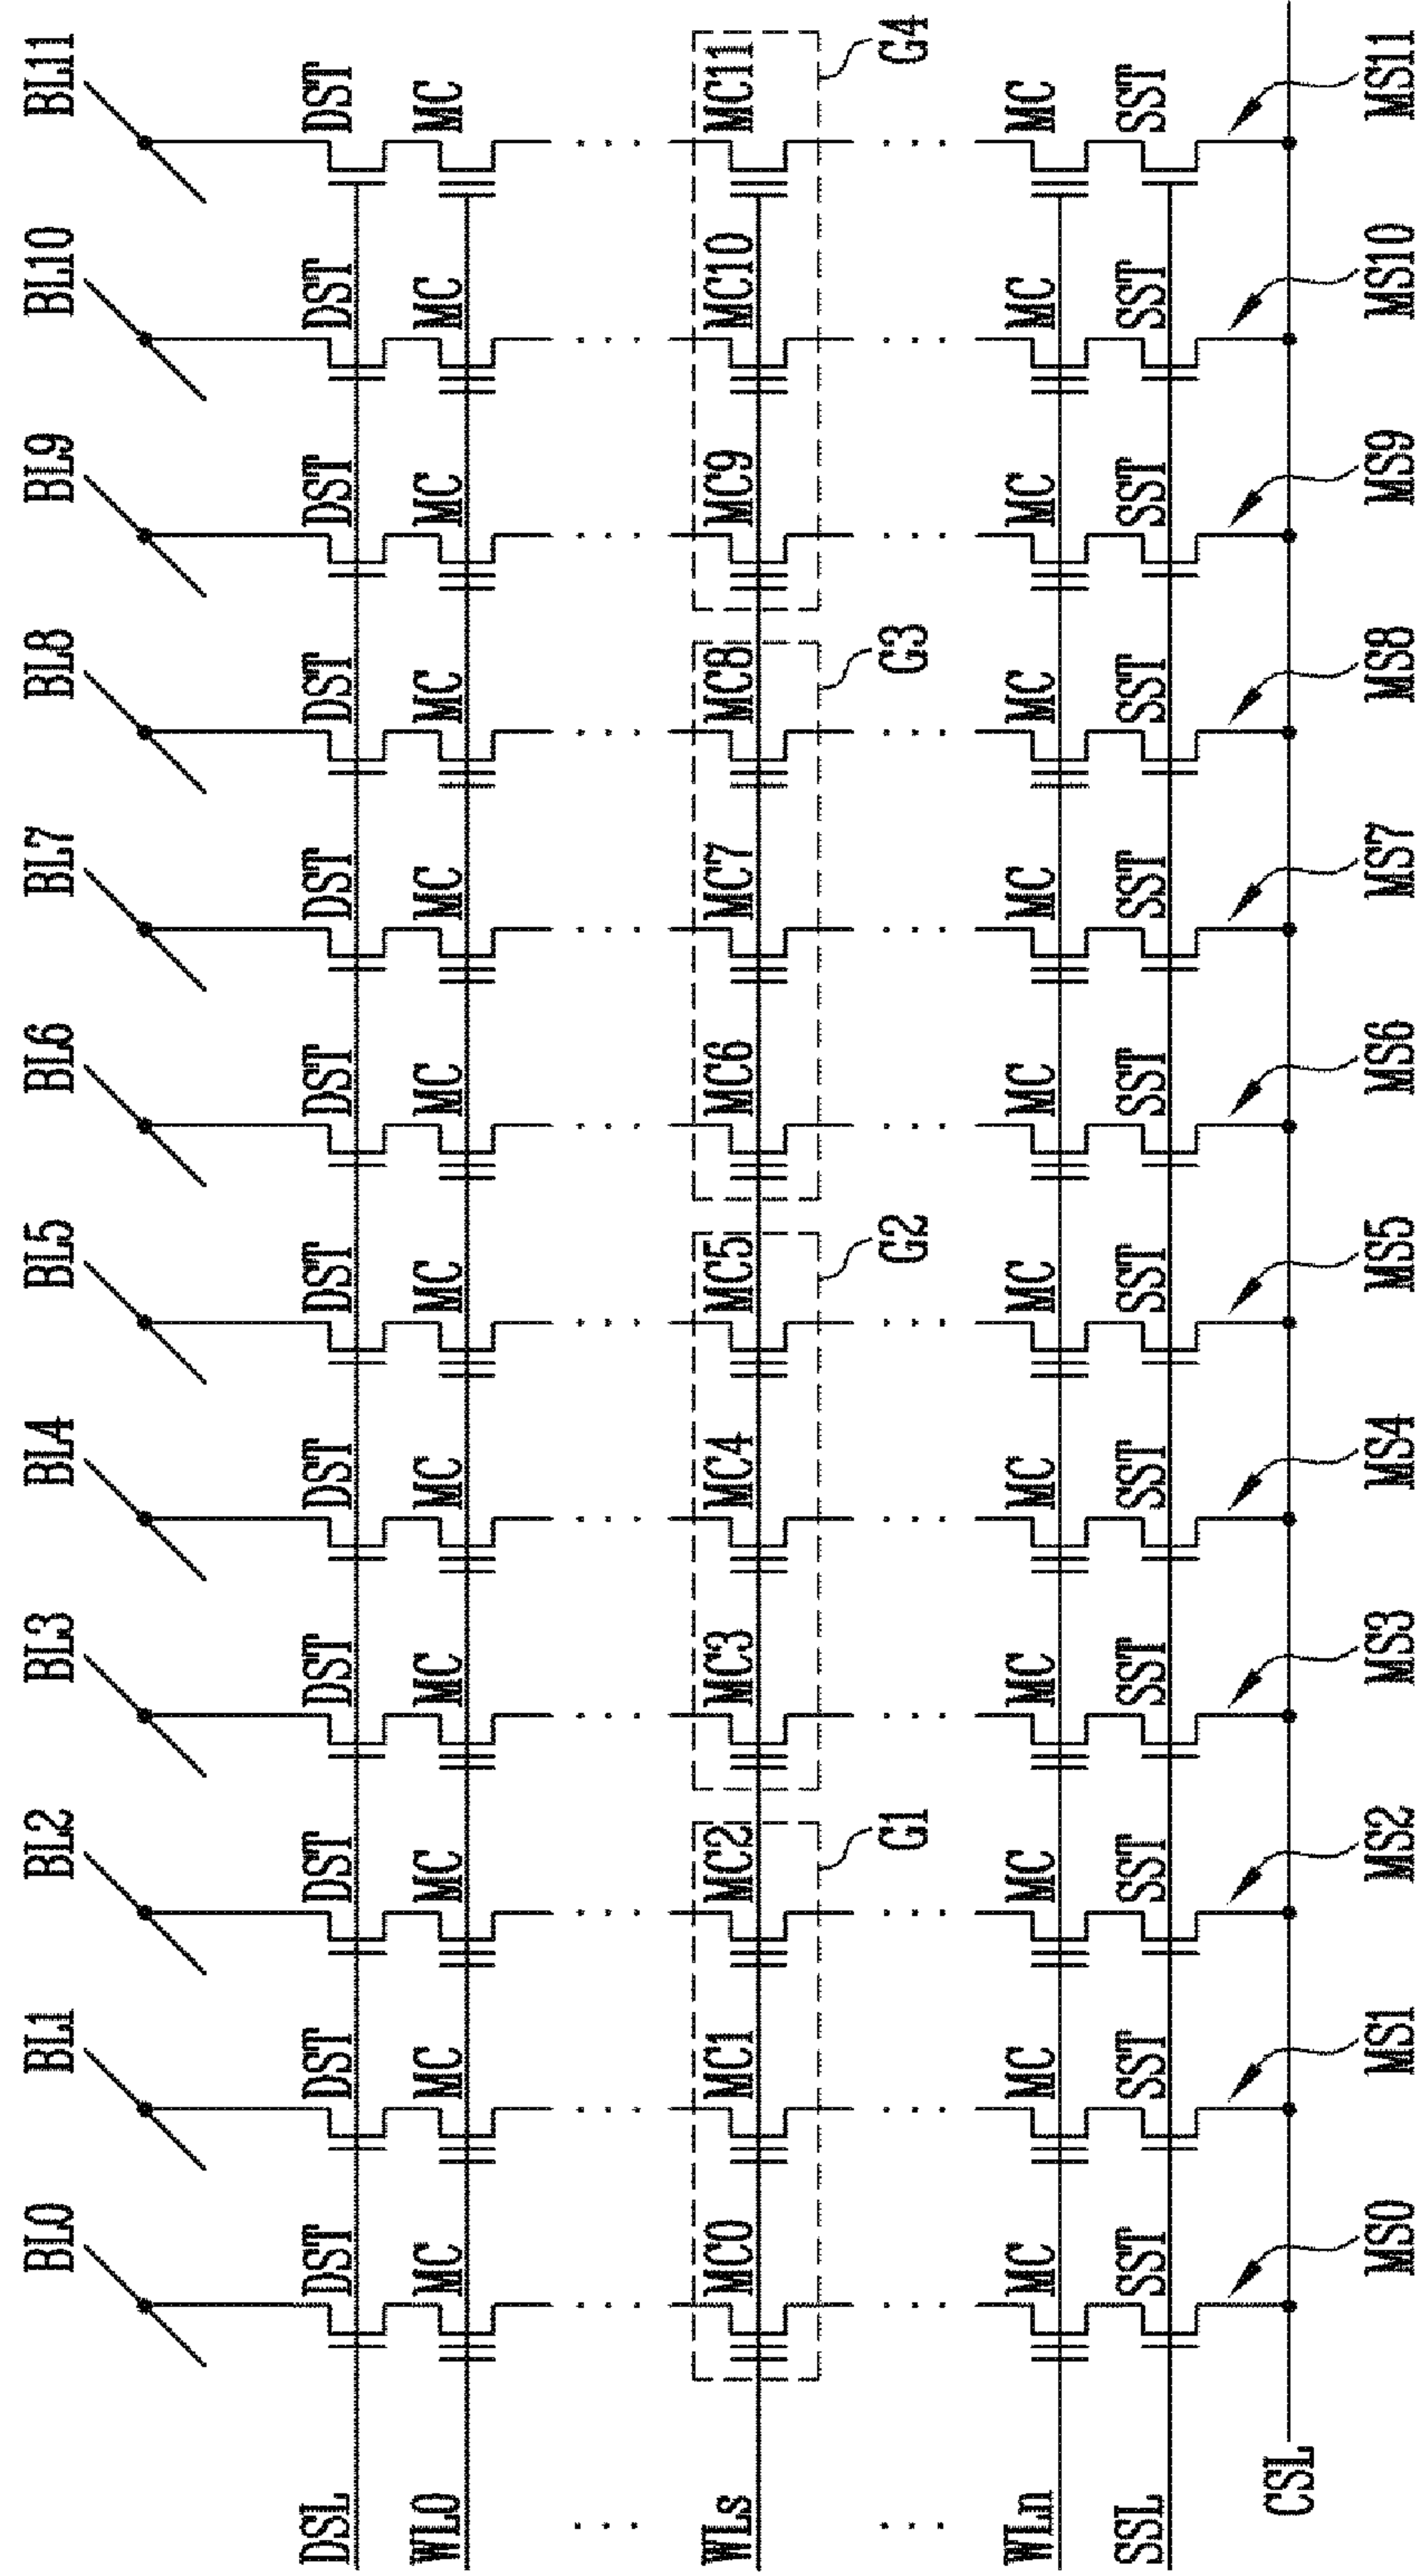 BL0 BL1 BL2 BL3 BL4 BL5 BL6 BL7 BL8 BL9 BL10 BL11
DSL DST DST DST DST DST DST DST DST DST DST DST DST
WL0 MC MC MC MC MC MC MC MC MC MC MC MC
WLs MC0 MC1 MC2 MC3 MC4 MC5 MC6 MC7 MC8 MC9 MC10 MC11
G1 G2 G3 G4
WLn MC MC MC MC MC MC MC MC MC MC MC MC
SSL SST SST SST SST SST SST SST SST SST SST SST SST
CSL
MS0 MS1 MS2 MS3 MS4 MS5 MS6 MS7 MS8 MS9 MS10 MS11